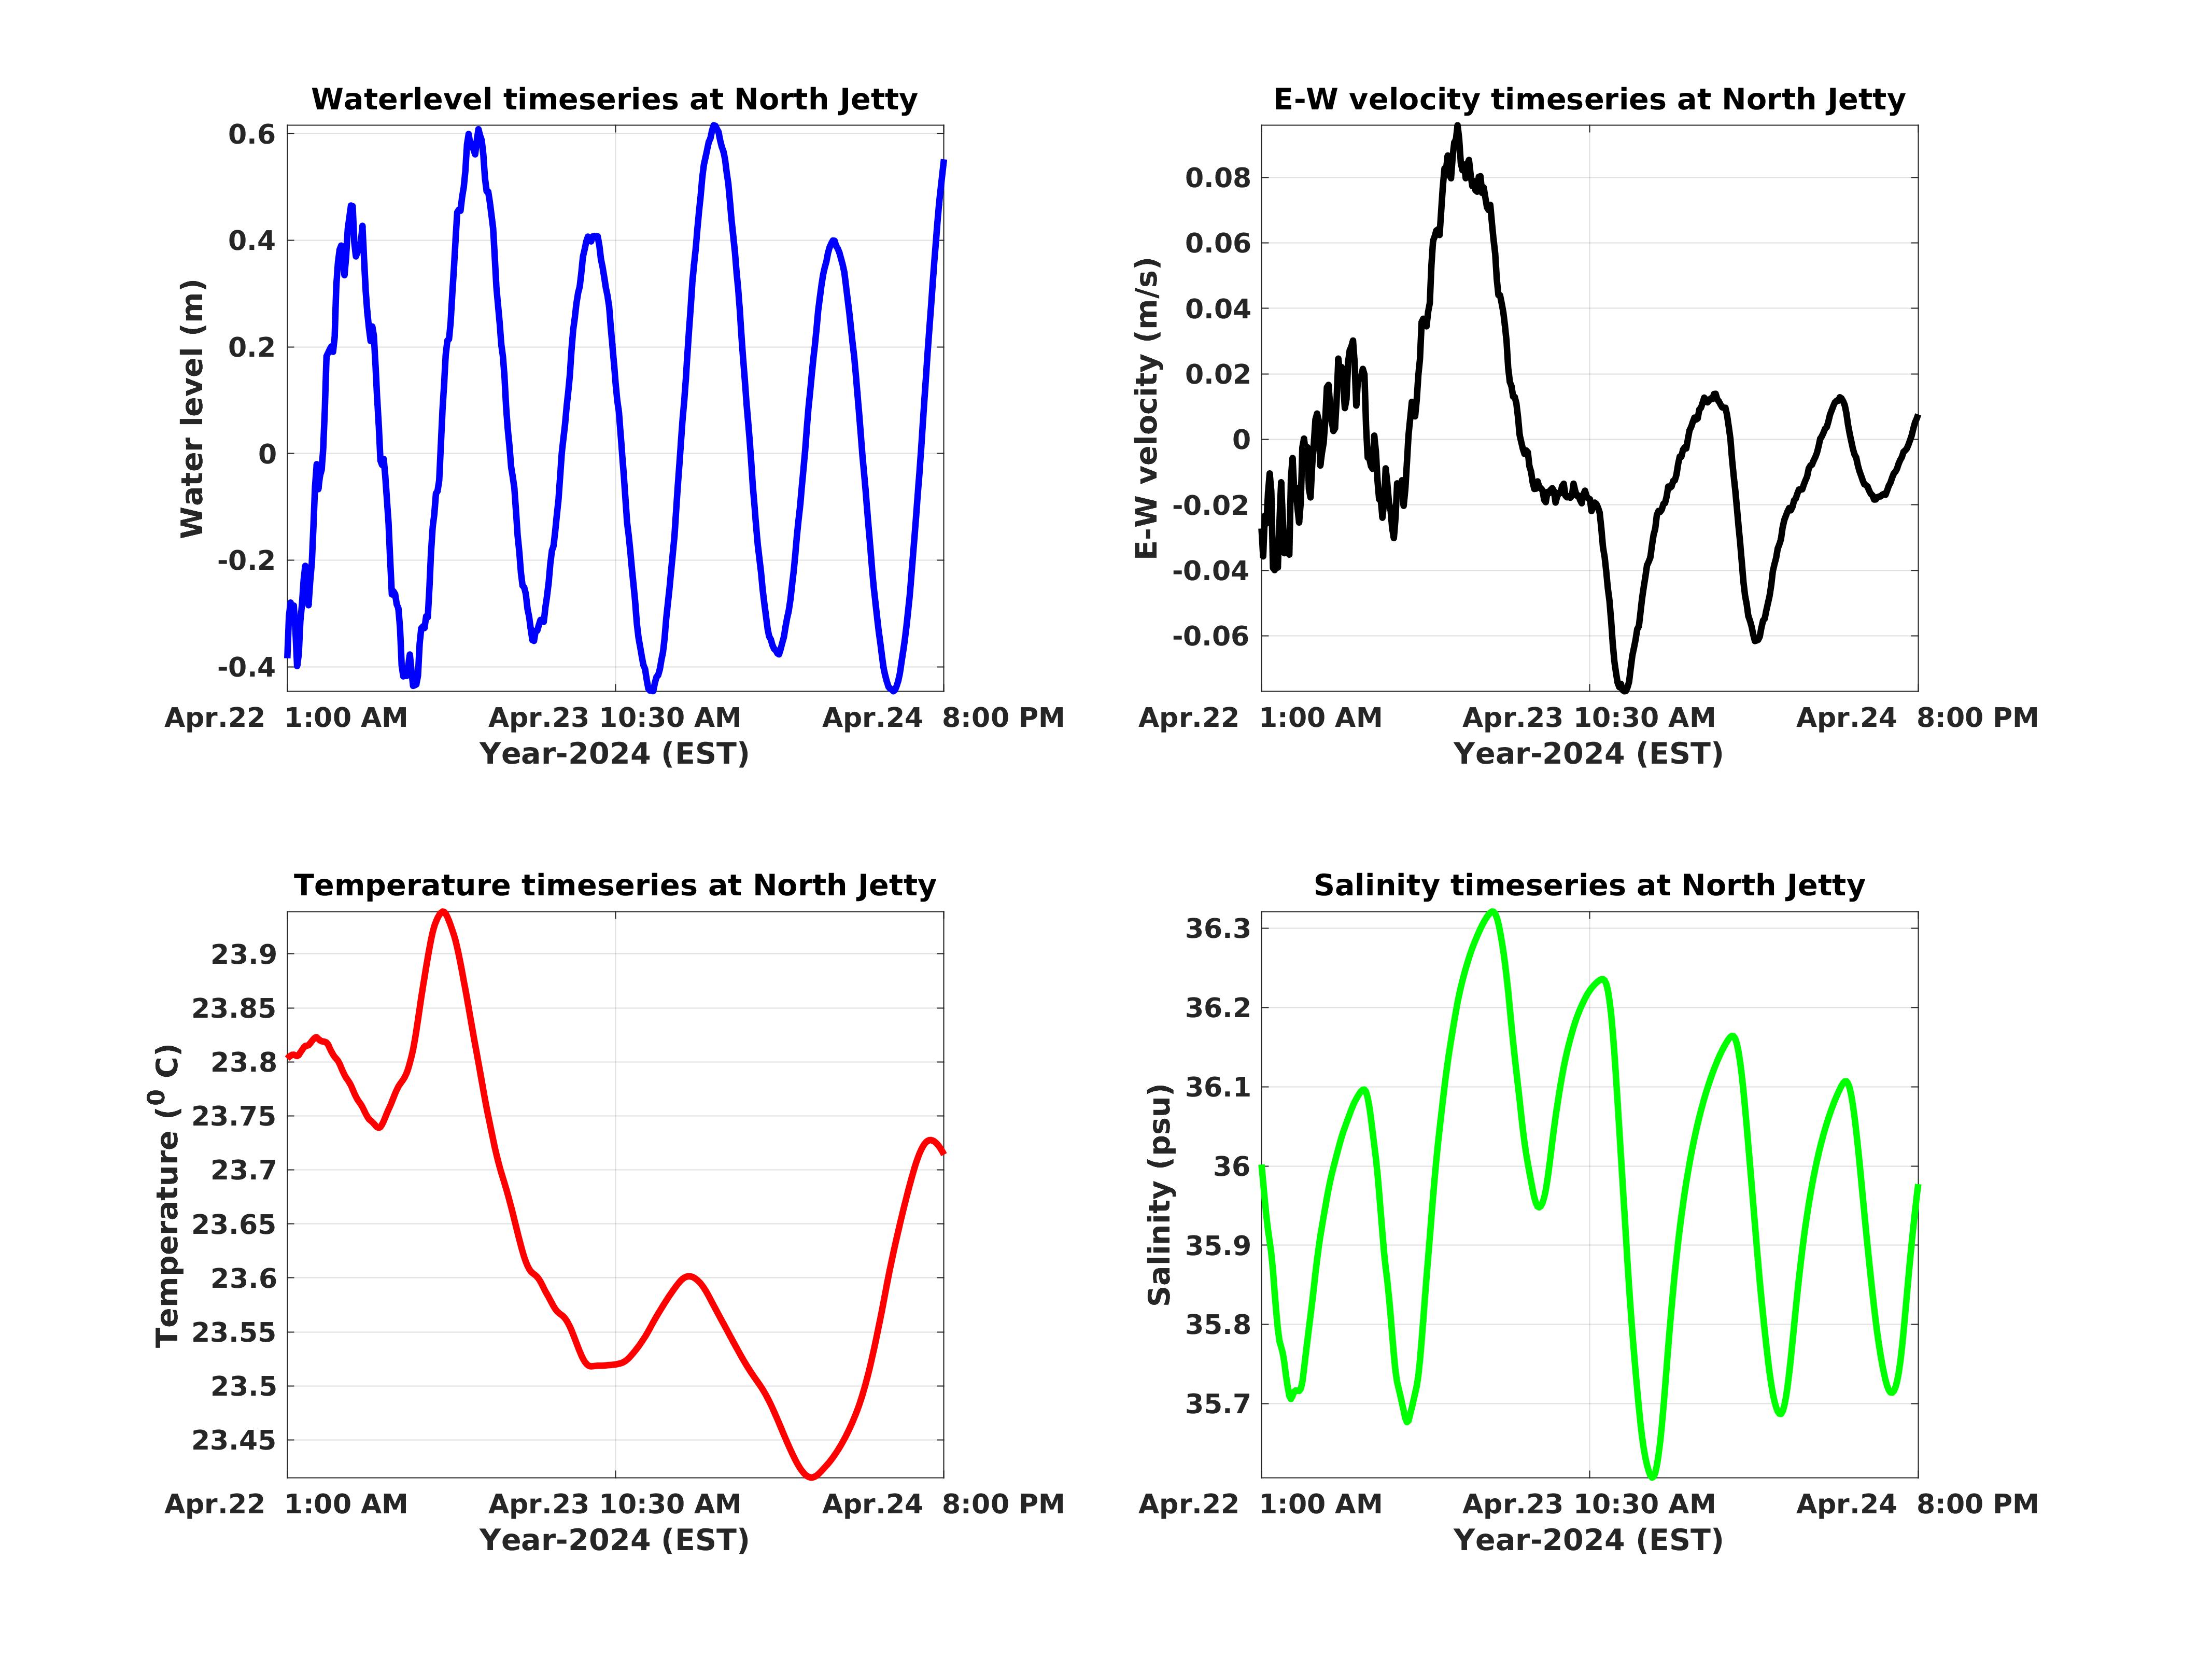 Waterlevel timeseries at North Jetty
0.6
0.4
0.2
0
-0.2
-0.4
Water level (m)
Apr.22 1:00 AM
Apr.23 10:30 AM
Apr.24 8:00 PM
Year-2024 (EST)
E-W velocity timeseries at North Jetty
0.08
0.06
0.04
0.02
0
-0.02
-0.04
-0.06
E-W velocity (m/s)
Apr.22 1:00 AM
Apr.23 10:30 AM
Apr.24 8:00 PM
Year-2024 (EST)
Temperature timeseries at North Jetty
23.9
23.85
23.8
23.75
23.7
23.65
23.6
23.55
23.5
23.45
Temperature (⁰ C)
Apr.22 1:00 AM
Apr.23 10:30 AM
Apr.24 8:00 PM
Year-2024 (EST)
Salinity timeseries at North Jetty
36.3
36.2
36.1
36
35.9
35.8
35.7
Salinity (psu)
Apr.22 1:00 AM
Apr.23 10:30 AM
Apr.24 8:00 PM
Year-2024 (EST)